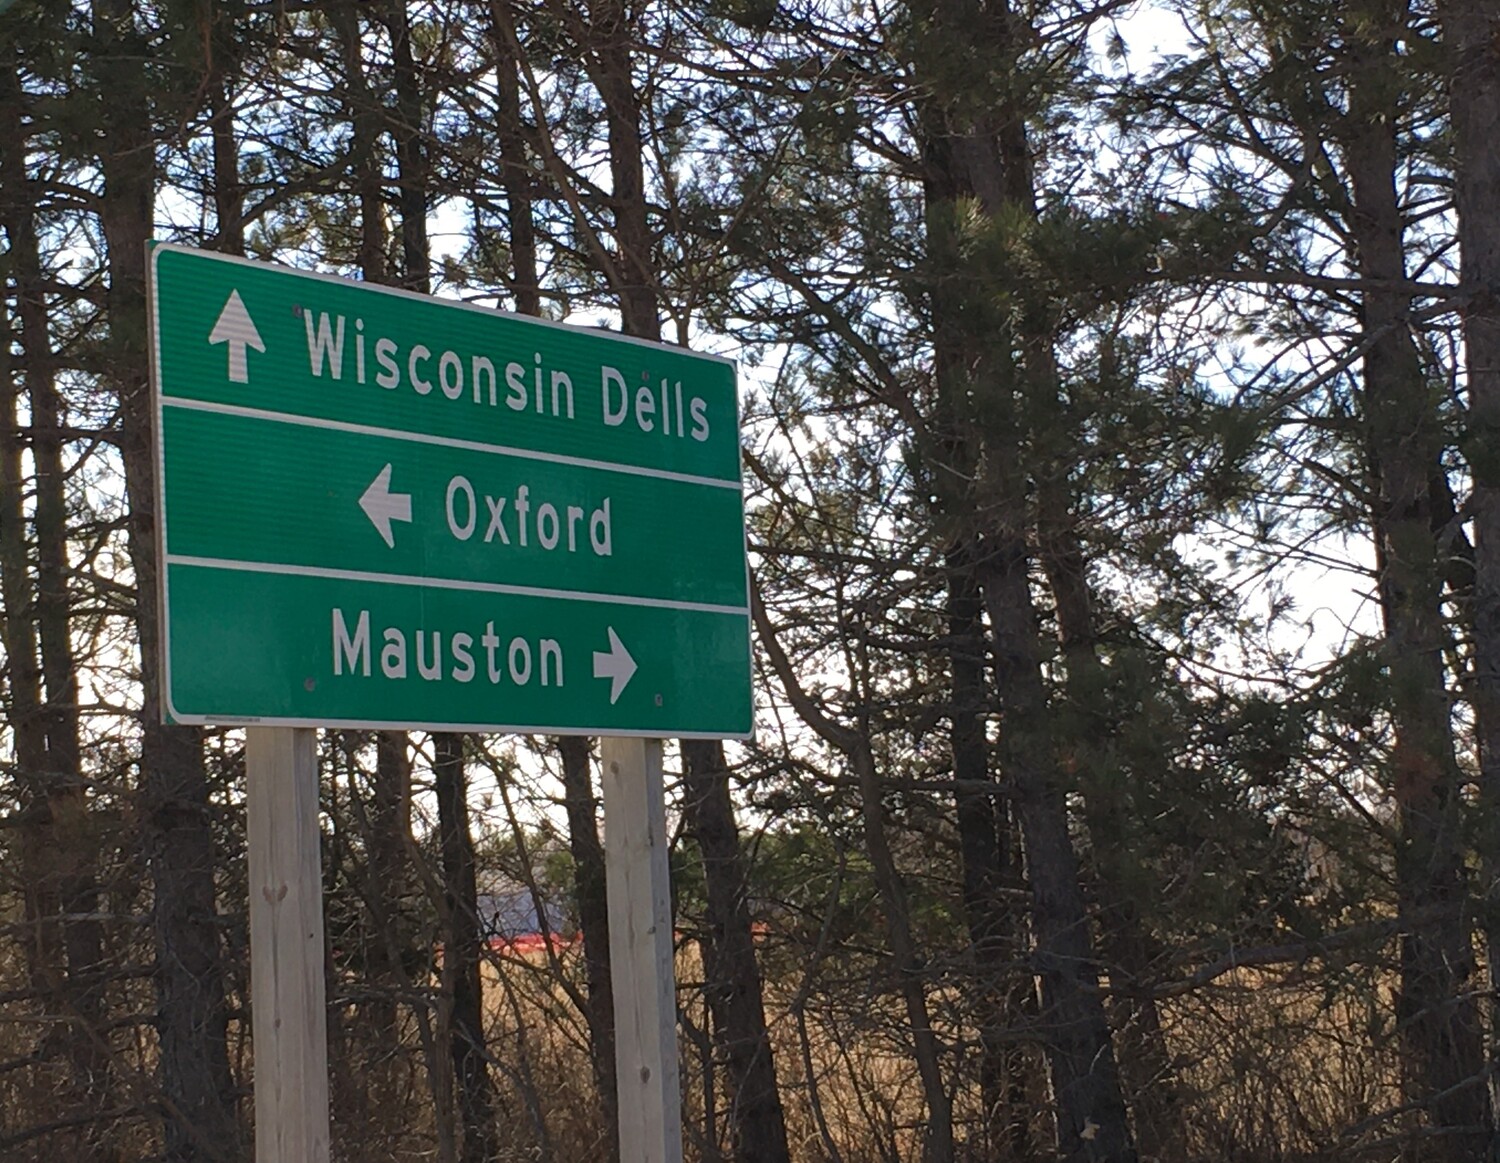 Wisconsin Dells
Oxford
Mauston